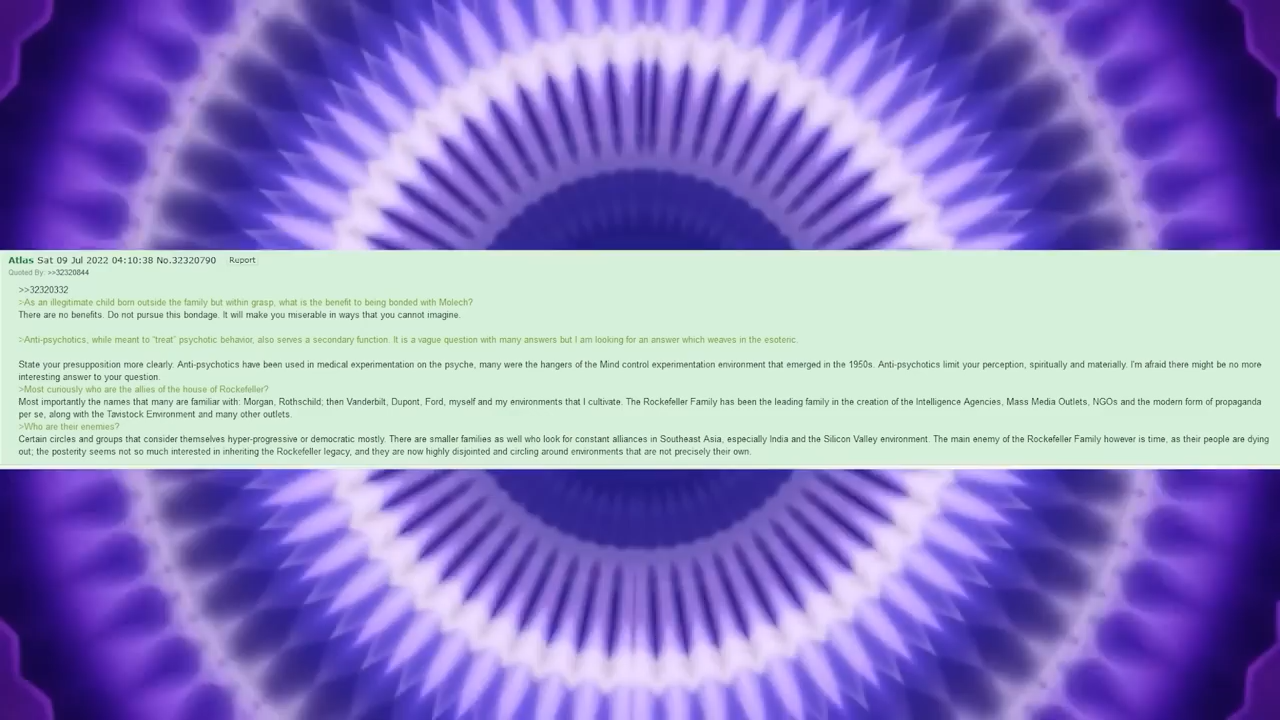 Atlas Sat 09 Jul 2022 04:10:38 No.32320790 Report
Quoted By: >>32320844
>>32320332
>As an illegitimate child born outside the family but within grasp, what is the benefit to being bonded with Molech?
There are no benefits. Do not pursue this bondage. It will make you miserable in ways that you cannot imagine.
>Anti-psychotics, while meant to "treat" psychotic behavior, also serves a secondary function. It is a vague question with many answers but I am looking for an answer which weaves in the esoteric.
State your presupposition more clearly. Anti-psychotics have been used in medical experimentation on the psyche, many were the hangers of the Mind control experimentation environment that emerged in the 1950s. Anti-psychotics limit your perception, spiritually and materially. I'm afraid there might be no more
interesting answer to your question.
>Most curiously who are the allies of the house of Rockefeller?
Most importantly the names that many are familiar with: Morgan, Rothschild; then Vanderbilt, Dupont, Ford, myself and my environments that I cultivate. The Rockefeller Family has been the leading family in the creation of the Intelligence Agencies, Mass Media Outlets, NGOs and the modern form of propaganda
per se, along with the Tavistock Environment and many other outlets.
>Who are their enemies?
Certain circles and groups that consider themselves hyper-progressive or democratic mostly. There are smaller families as well who look for constant alliances in Southeast Asia, especially India and the Silicon Valley environment. The main enemy of the Rockefeller Family however is time, as their people are dying
out; the posterity seems not so much interested in inheriting the Rockefeller legacy, and they are now highly disjointed and circling around environments that are not precisely their own.